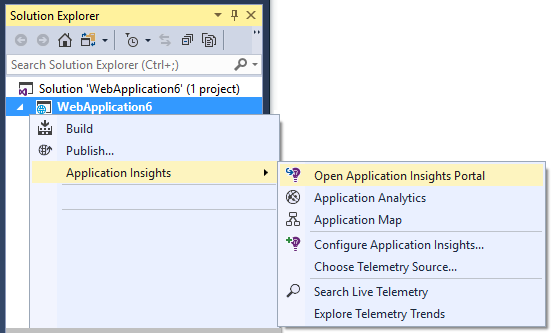 Solution Explorer
Search Solution Explorer (Ctrl+;)
Solution 'WebApplication6' (1 project)
WebApplication6
Build
Publish...
Application Insights
Open Application Insights Portal
Application Analytics
Application Map
Configure Application Insights...
Choose Telemetry Source...
Search Live Telemetry
Explore Telemetry Trends